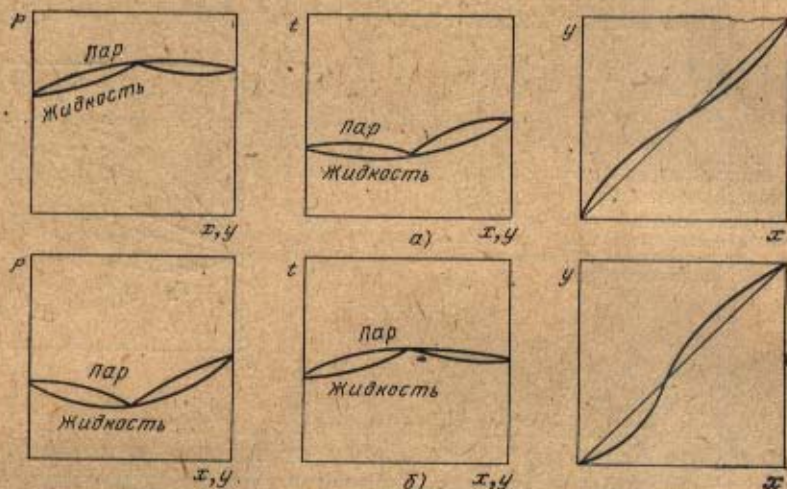 p
Пар
Жидкость
x, y
t
Пар
Жидкость
а)
x, y
y
x
p
Пар
Жидкость
x, y.
t
Пар
Жидкость
б)
x, y
y
x